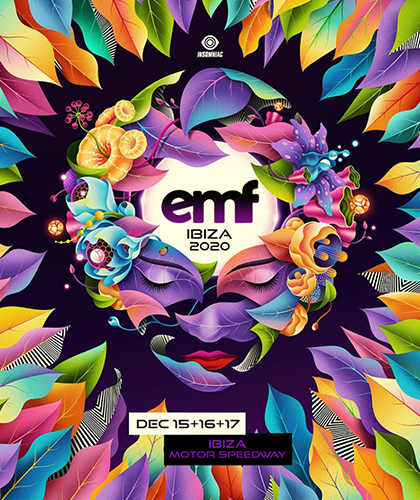 INSOMNIAC
emf
IBIZA
2020
DEC 15+16+17
IBIZA
MOTOR SPEEDWAY